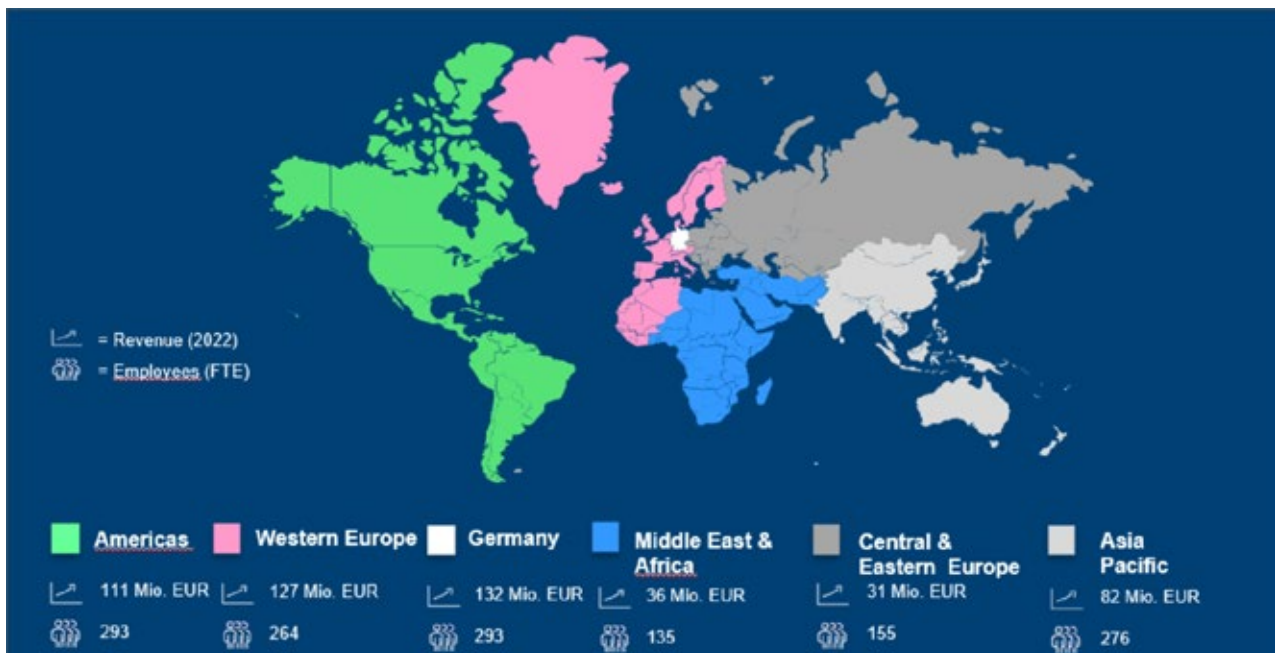 = Revenue (2022)
= Employees (FTE)
Americas
111 Mio. EUR
293
Western Europe
127 Mio. EUR
264
Germany
132 Mio. EUR
293
Middle East &
Africa
36 Mio. EUR
135
Central &
Eastern Europe
31 Mio. EUR
155
Asia
Pacific
82 Mio. EUR
276